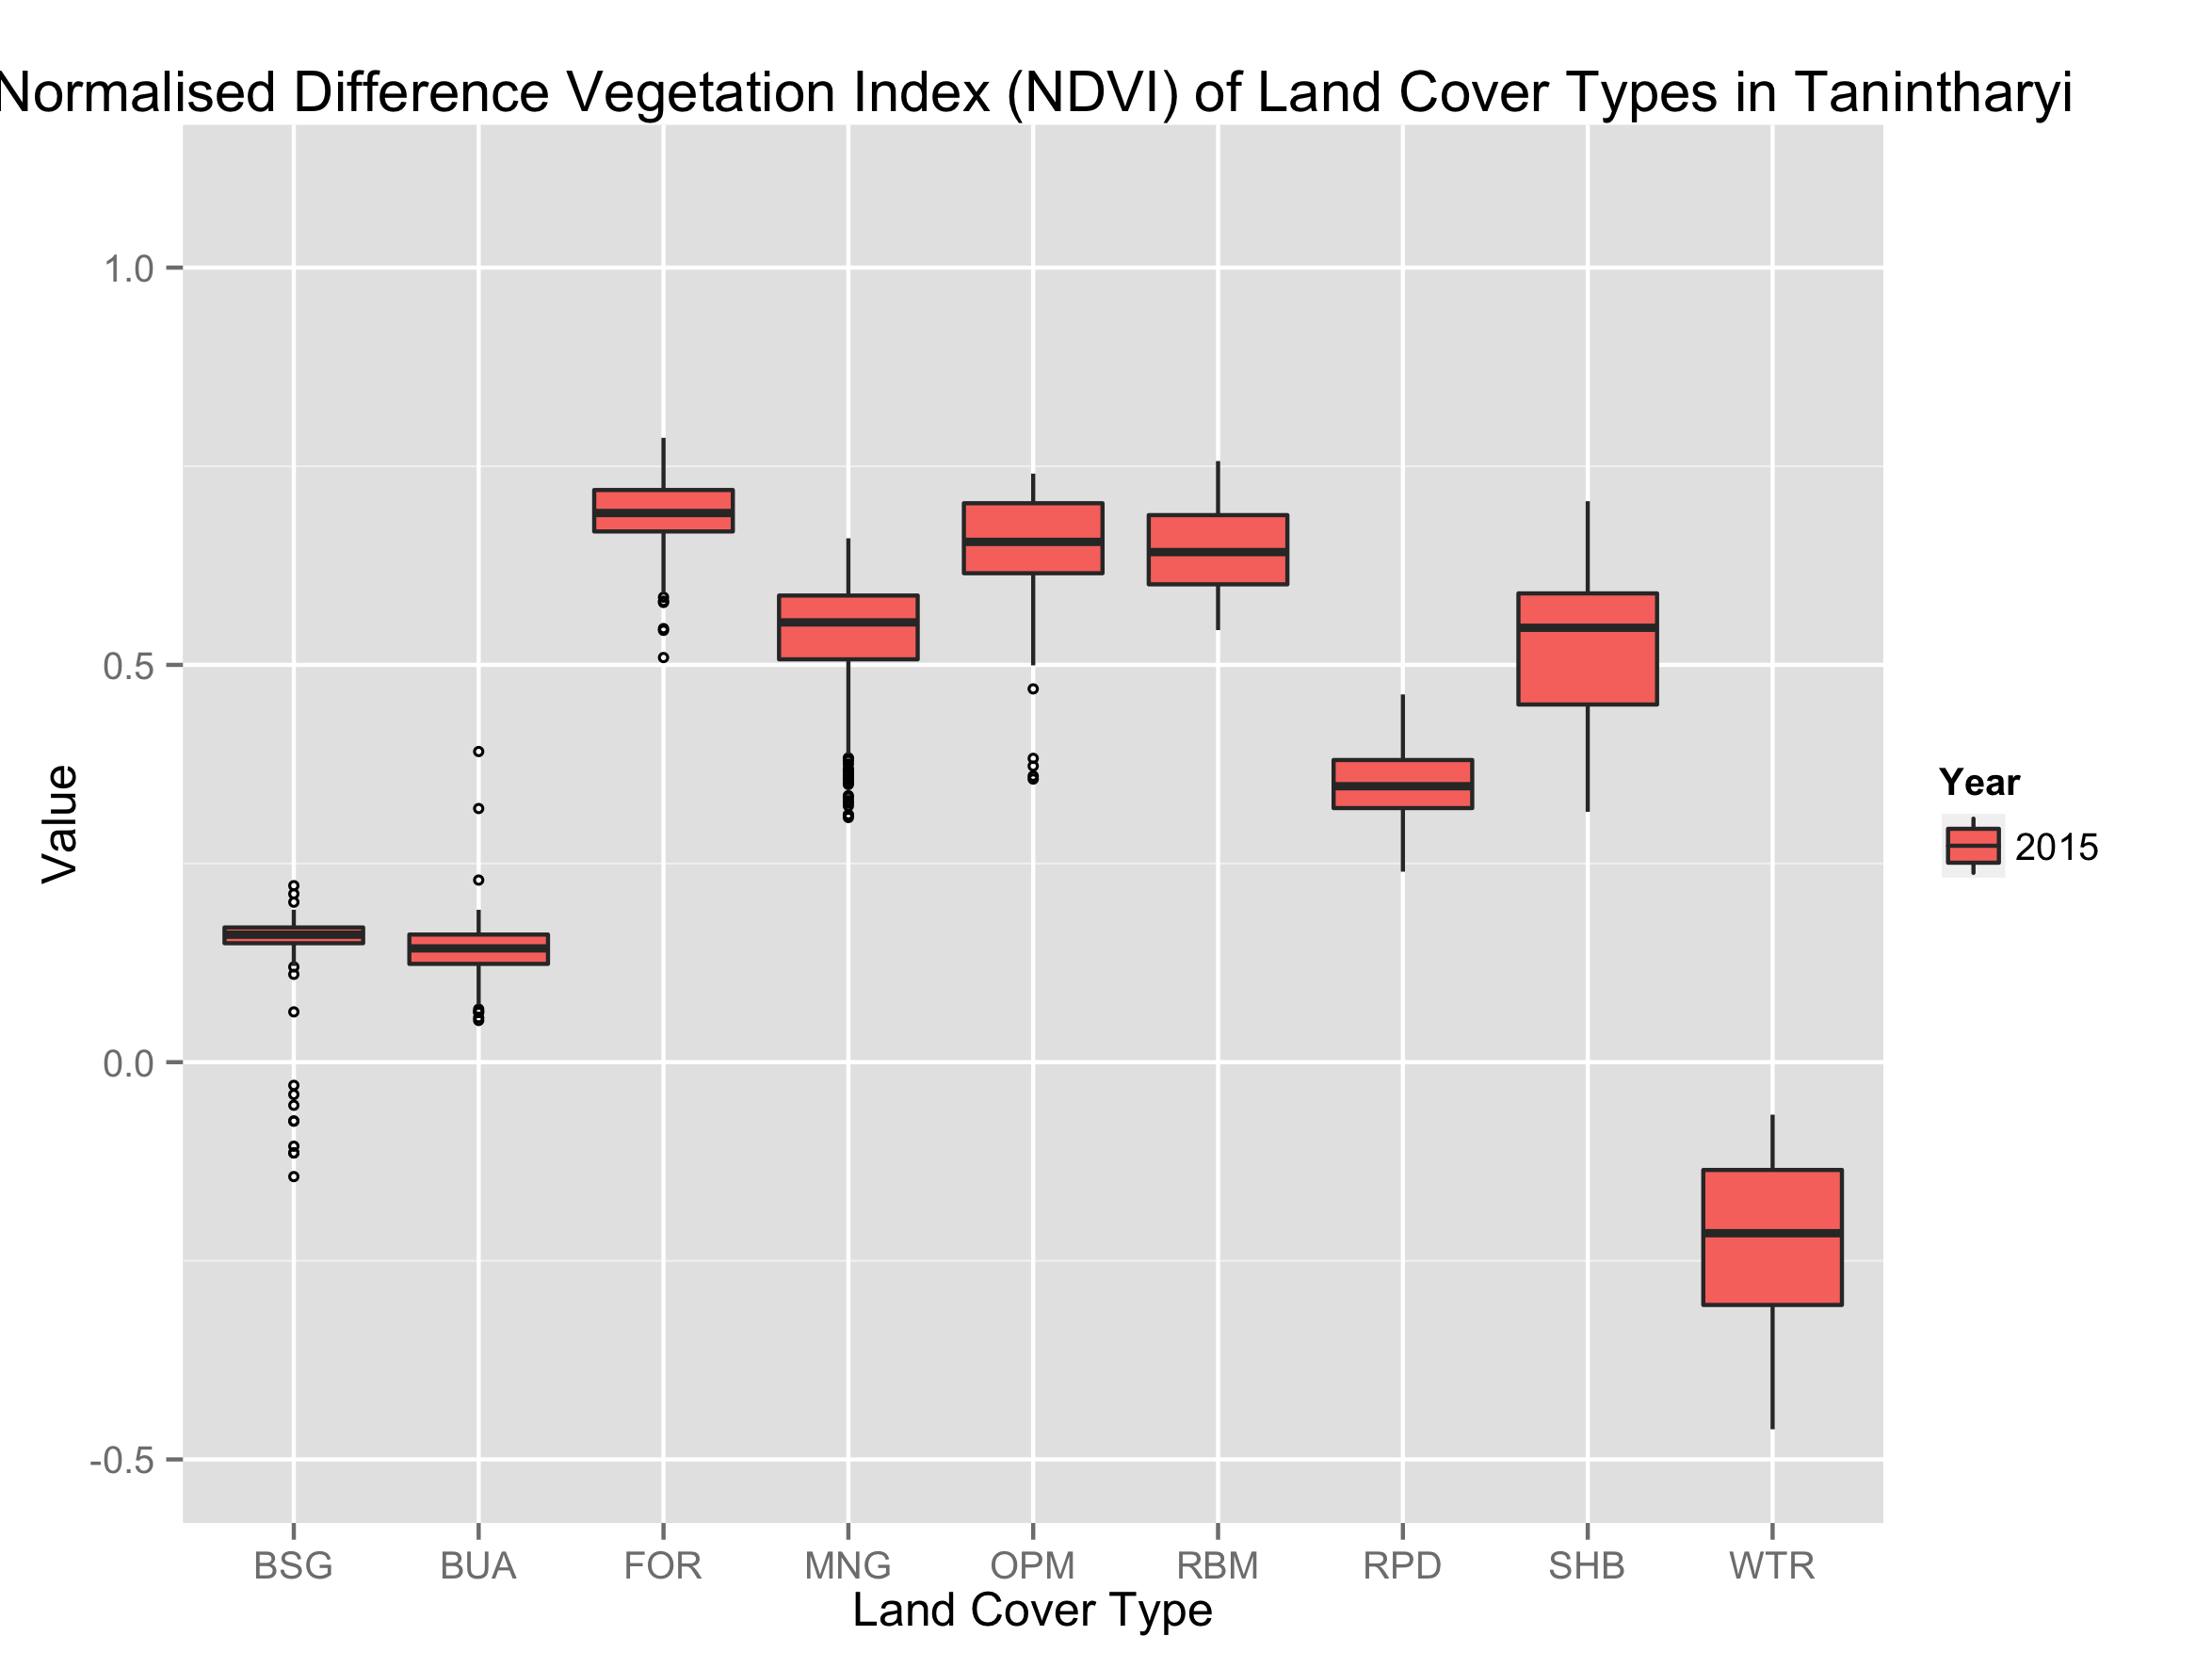 Normalised Difference Vegetation Index (NDVI) of Land Cover Types in Tanintharyi
1.0
0.5
0.0
-0.5
Value
BSG BUA FOR MNG OPM RBM RPD SHB WTR
Land Cover Type
Year
2015